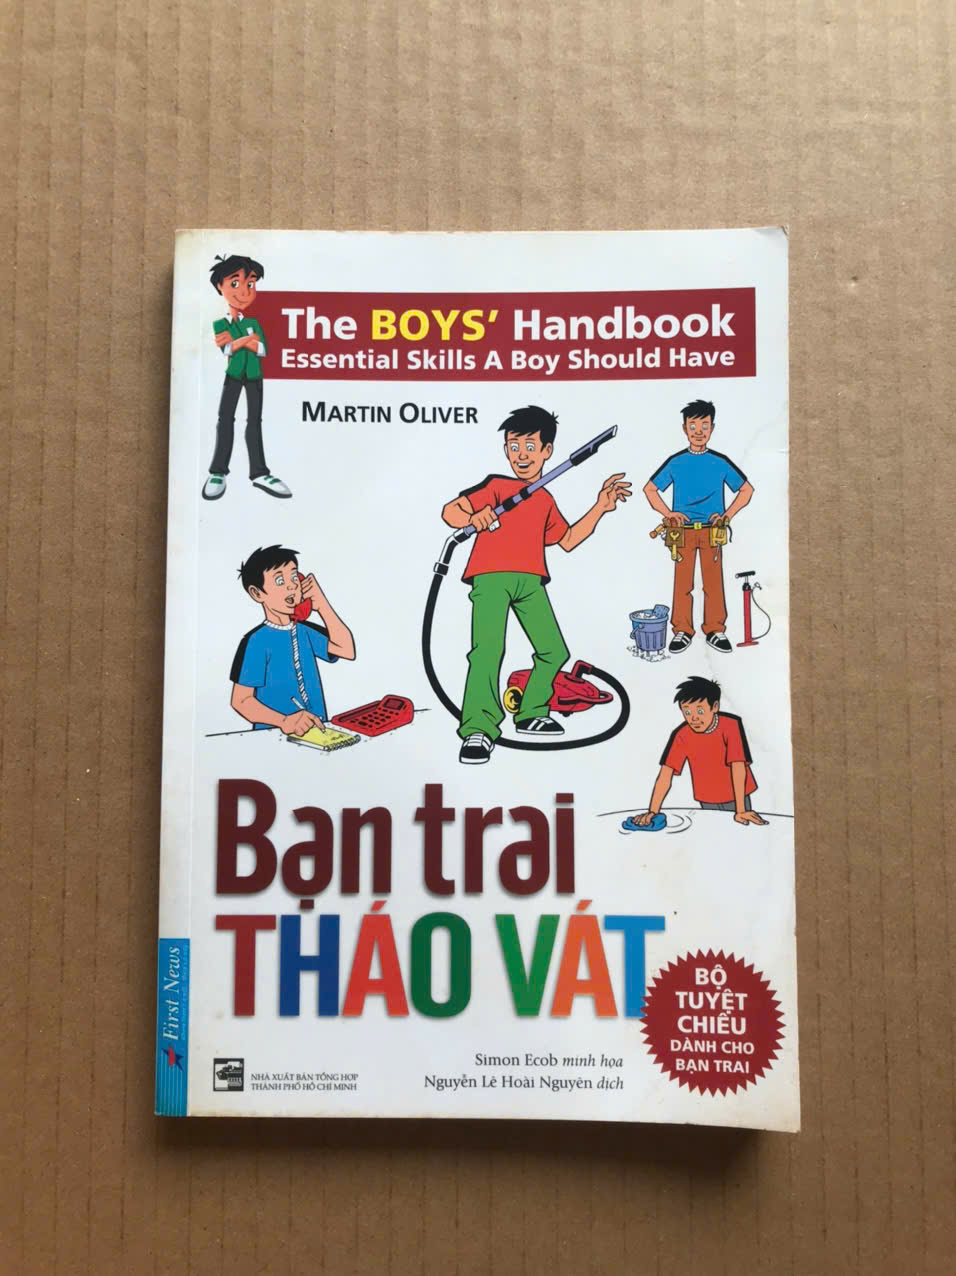 The BOYS' Handbook
Essential Skills A Boy Should Have
MARTIN OLIVER
Bạn trai
THÁO VÁT
BỘ
TUYỆT
CHIÊU
DÀNH CHO
BẠN TRAI
First News
Simon Ecob minh họa
Nguyễn Lê Hoài Nguyên dịch
NHÀ XUẤT BẢN TỔNG HỢP
THÀNH PHỐ HỒ CHÍ MINH